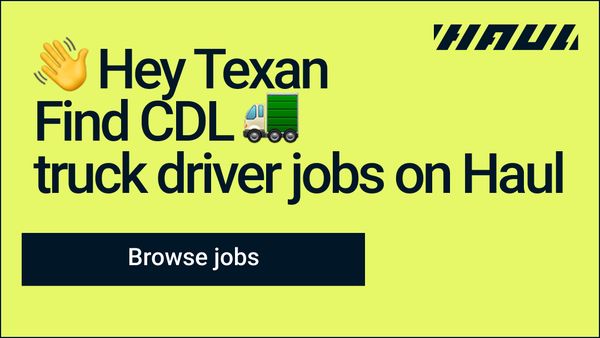 HAUL
👋 Hey Texan
Find CDL 🚛
truck driver jobs on Haul
Browse jobs